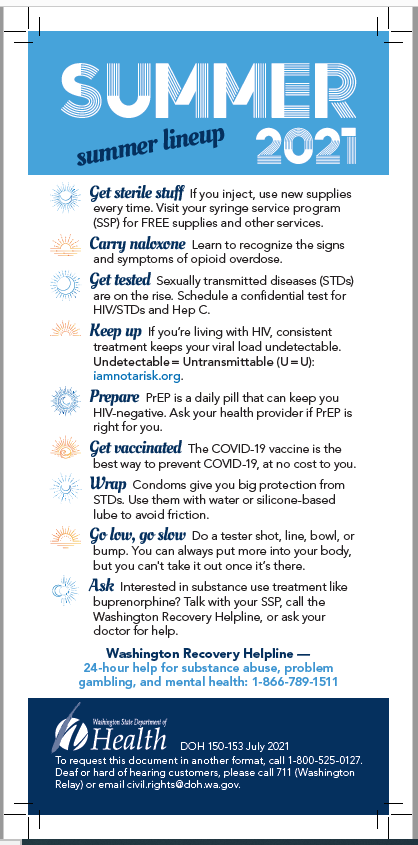 SUMMER
summer lineup
2021
Get sterile stuff If you inject, use new supplies
every time. Visit your syringe service program
(SSP) for FREE supplies and other services.
Carry naloxone Learn to recognize the signs
and symptoms of opioid overdose.
Get tested Sexually transmitted diseases (STDs)
are on the rise. Schedule a confidential test for
HIV/STDs and Hep C.
Keep up If you’re living with HIV, consistent
treatment keeps your viral load undetectable.
Undetectable = Untransmittable (U = U):
iamnotarisk.org.
Prepare PrEP is a daily pill that can keep you
HIV-negative. Ask your health provider if PrEP is
right for you.
Get vaccinated The COVID-19 vaccine is the
best way to prevent COVID-19, at no cost to you.
Wrap Condoms give you big protection from
STDs. Use them with water or silicone-based
lube to avoid friction.
Go low, go slow Do a tester shot, line, bowl, or
bump. You can always put more into your body,
but you can't take it out once it’s there.
Ask Interested in substance use treatment like
buprenorphine? Talk with your SSP, call the
Washington Recovery Helpline, or ask your
doctor for help.
Washington Recovery Helpline —
24-hour help for substance abuse, problem
gambling, and mental health: 1-866-789-1511
Washington State Department of
Health
DOH 150-153 July 2021
To request this document in another format, call 1-800-525-0127.
Deaf or hard of hearing customers, please call 711 (Washington
Relay) or email civil.rights@doh.wa.gov.